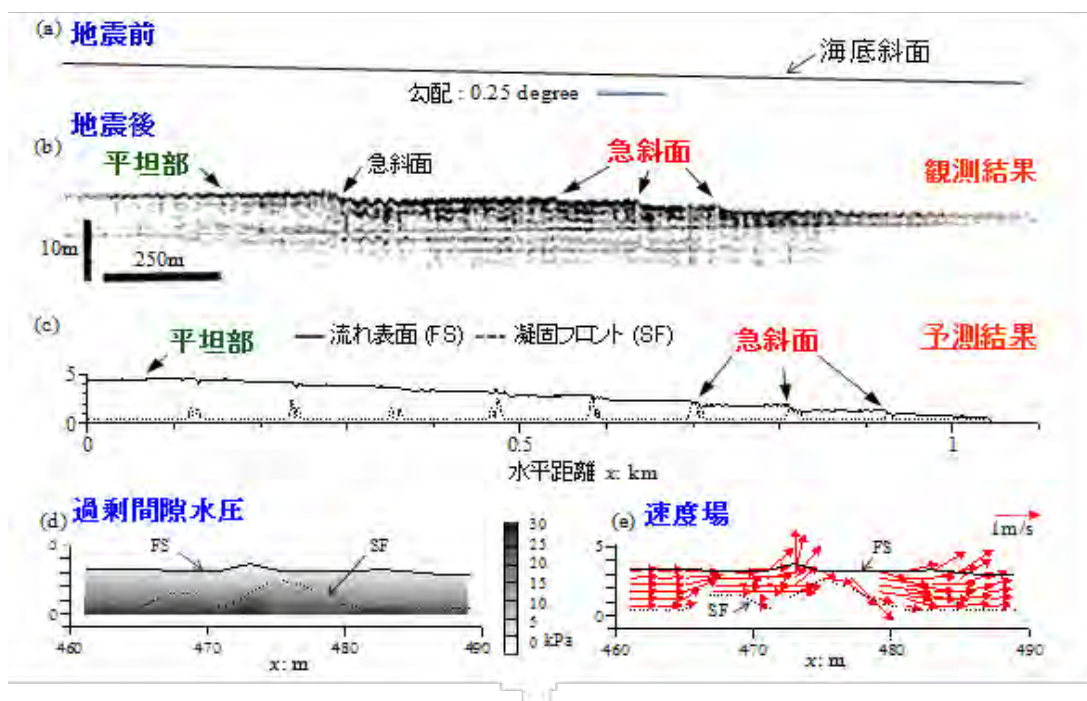 (a) 地震前
海底斜面
勾配 : 0.25 degree
地震後
(b) 平坦部 急斜面 急斜面 観測結果
10m
250m
(c) 平坦部 流れ表面 (FS) 凝固フロント (SF) 急斜面 予測結果
5
0
0 0.5 1
水平距離 x: km
(d) 過剰間隙水圧
FS SF
0
460 470 480 490
x: m
30
25
20
15
10
5
0 kPa
(e) 速度場
1m/s
5
FS
SF
0
460 470 480 490
x: m